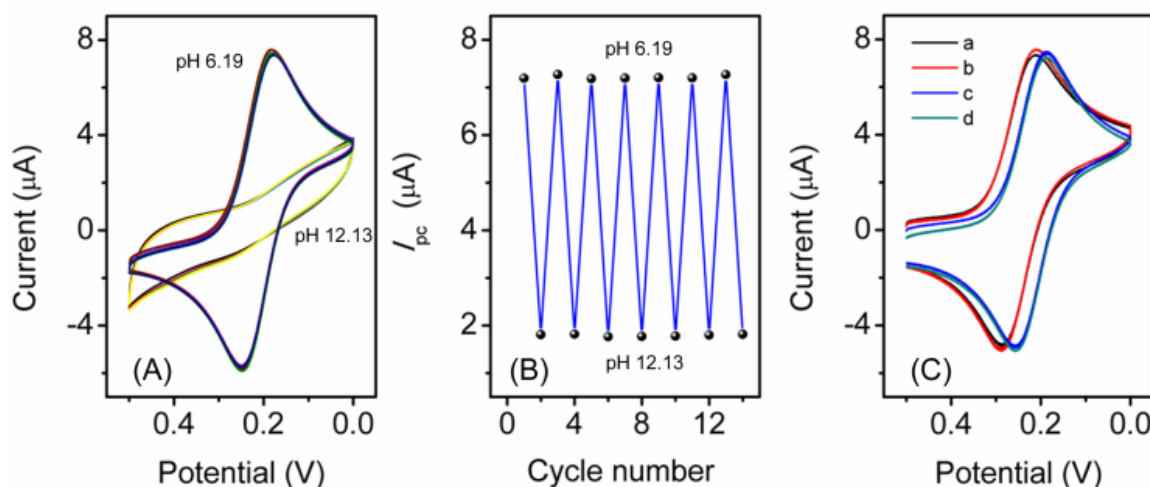 8
4
0
-4
Current (μA)
pH 6.19
pH 12.13
(A)
0.4
0.2
0.0
Potential (V)
8
6
4
2
Ipc (μA)
pH 6.19
pH 12.13
(B)
0
4
8
12
Cycle number
8
4
0
-4
Current (μA)
a
b
c
d
(C)
0.4
0.2
0.0
Potential (V)